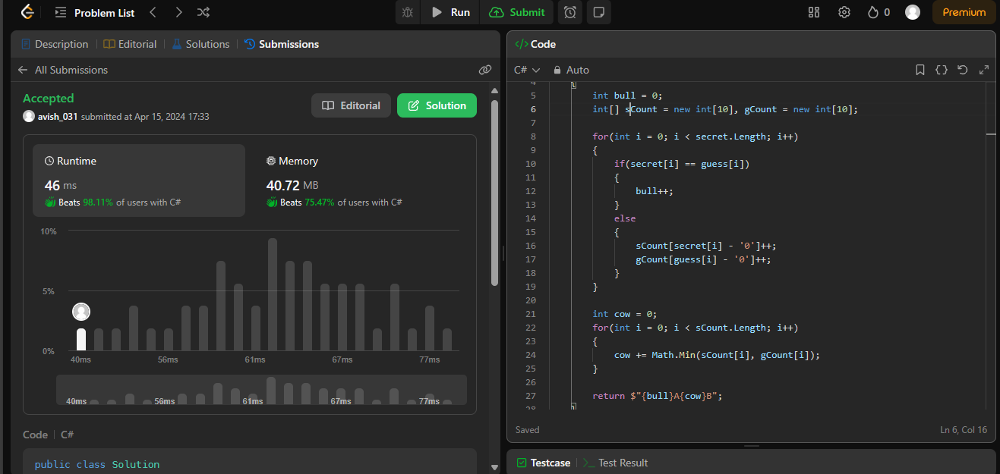 Problem List
Run
Submit
0
Premium
Description
Editorial
Solutions
Submissions
All Submissions
Accepted
avish_031 submitted at Apr 15, 2024 17:33
Editorial
Solution
Runtime
46 ms
Beats 98.11% of users with C#
Memory
40.72 MB
Beats 75.47% of users with C#
10%
5%
0%
40ms 56ms 61ms 67ms 77ms
40ms 56ms 61ms 67ms 77ms
Code C#
public class Solution
</> Code
C# Auto
4 {
5 int bull = 0;
6 int[] sCount = new int[10], gCount = new int[10];
7
8 for(int i = 0; i < secret.Length; i++)
9 {
10 if(secret[i] == guess[i])
11 {
12 bull++;
13 }
14 else
15 {
16 sCount[secret[i] - '0']++;
17 gCount[guess[i] - '0']++;
18 }
19 }
20
21 int cow = 0;
22 for(int i = 0; i < sCount.Length; i++)
23 {
24 cow += Math.Min(sCount[i], gCount[i]);
25 }
26
27 return $"{bull}A{cow}B";
28 }
Saved
Ln 6, Col 16
Testcase
>_ Test Result